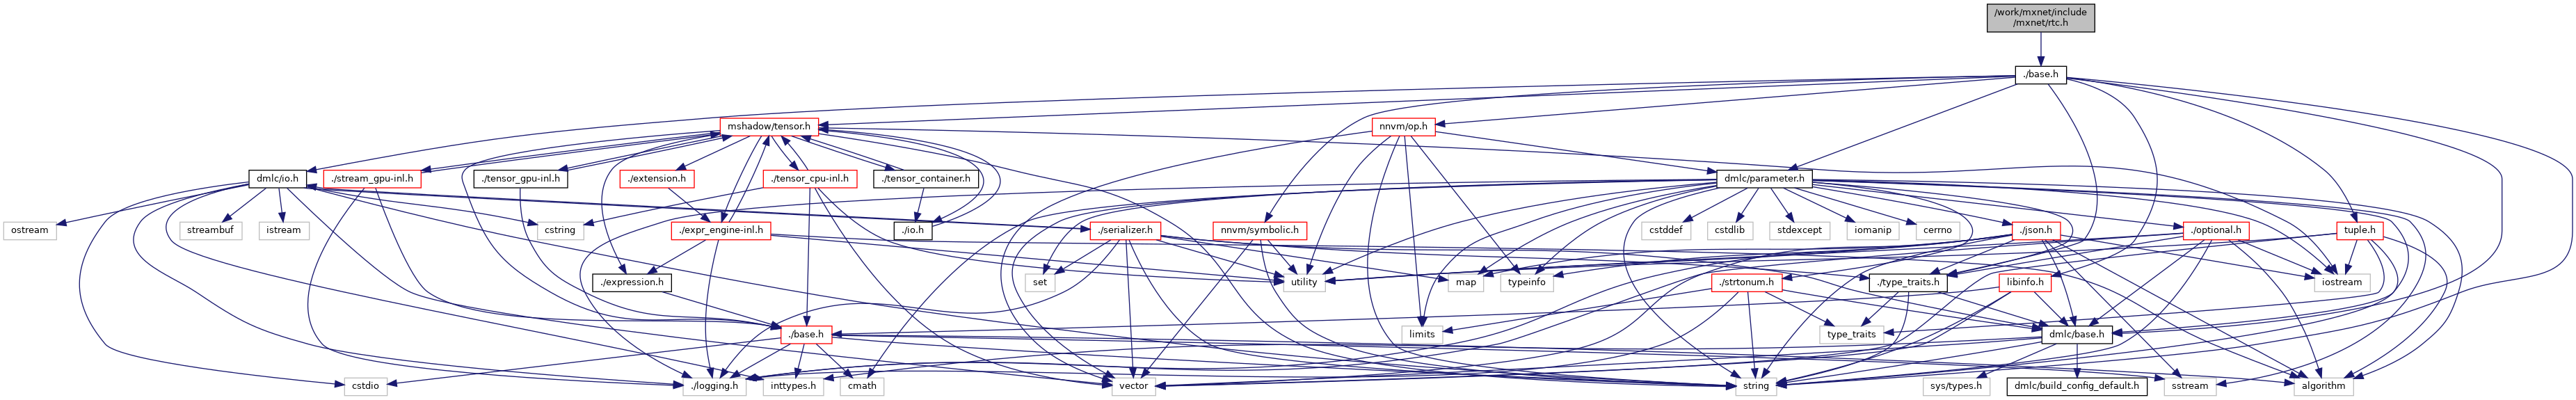 /work/mxnet/include
/mxnet/rtc.h
./base.h
mshadow/tensor.h
nnvm/op.h
dmlc/io.h
./stream_gpu-inl.h
./tensor_gpu-inl.h
./extension.h
./tensor_cpu-inl.h
./tensor_container.h
dmlc/parameter.h
ostream
streambuf
istream
cstring
./expr_engine-inl.h
./io.h
./serializer.h
nnvm/symbolic.h
cstddef
cstdlib
stdexcept
iomanip
cerrno
./json.h
./optional.h
tuple.h
./expression.h
set
utility
map
typeinfo
./strtonum.h
./type_traits.h
libinfo.h
iostream
./base.h
limits
type_traits
dmlc/base.h
cstdio
./logging.h
inttypes.h
cmath
vector
string
sys/types.h
dmlc/build_config_default.h
sstream
algorithm